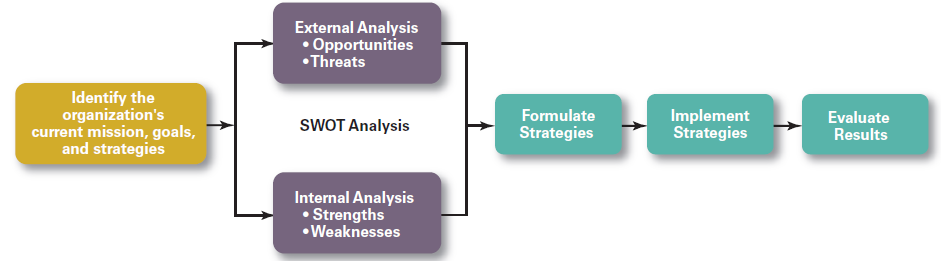 Identify the
organization's
current mission, goals,
and strategies
External Analysis
• Opportunities
•Threats
SWOT Analysis
Internal Analysis
• Strengths
•Weaknesses
Formulate
Strategies
Implement
Strategies
Evaluate
Results